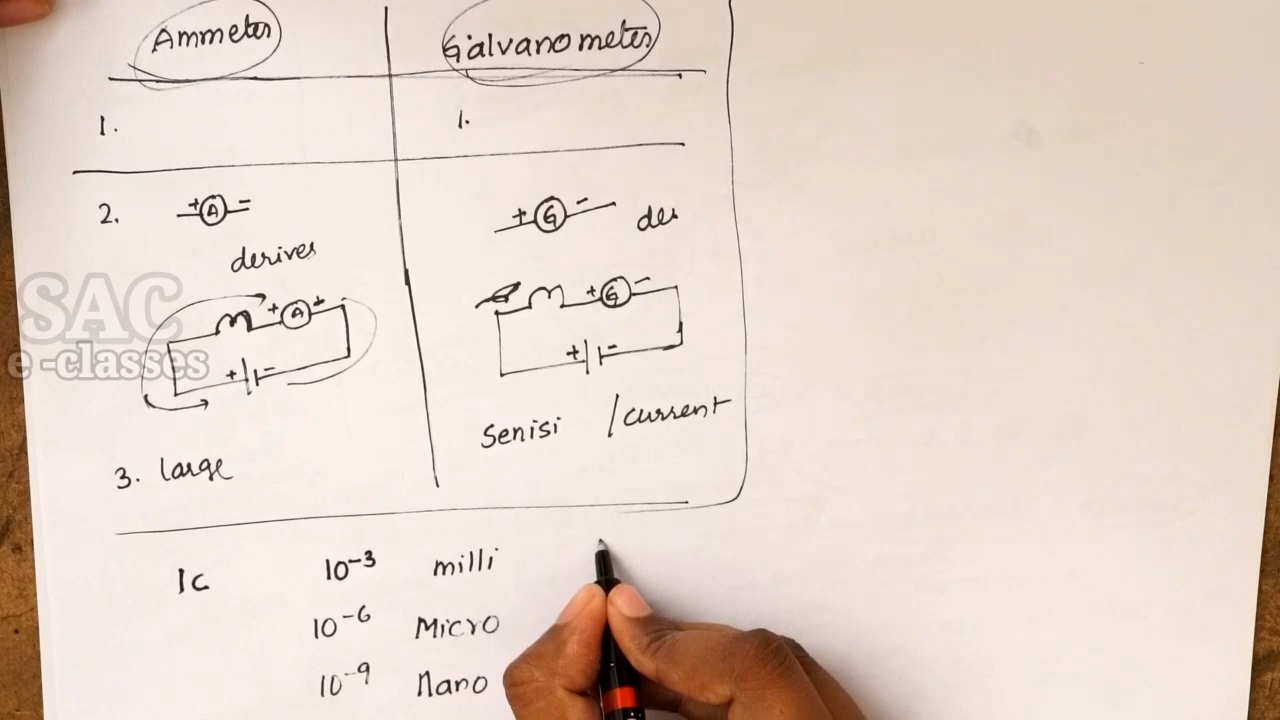 Ammeter
Galvanometer
1.
1.
2. + A -
+ G - des
derives
+ A +
+ -
+ G -
+ -
SAC
e-classes
Senisi / current
3. large
1c 10-3 milli
10-6 Micro
10-9 Nano